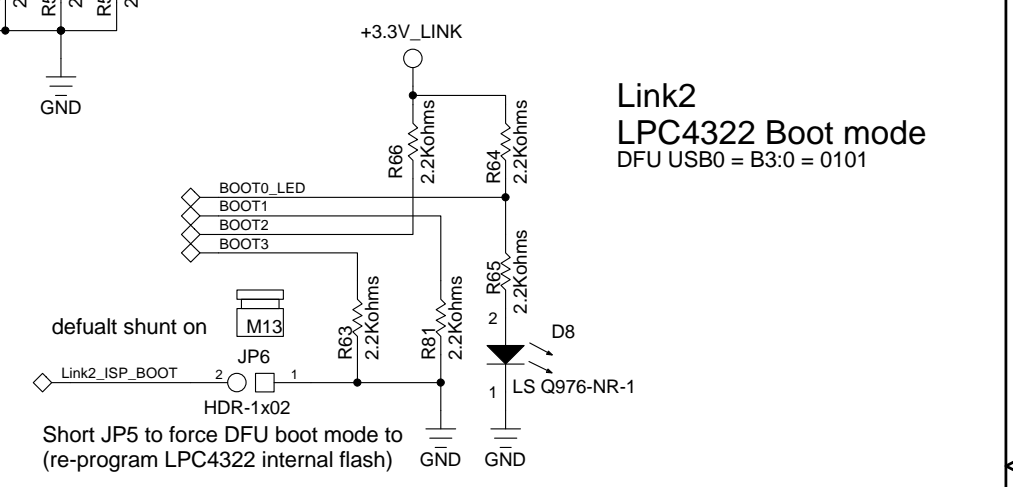 R5
R5
GND
+3.3V_LINK
R66
2.2Kohms
R64
2.2Kohms
Link2
LPC4322 Boot mode
DFU USB0 = B3:0 = 0101
BOOT0_LED
BOOT1
BOOT2
BOOT3
R65
2.2Kohms
R63
2.2Kohms
R81
2.2Kohms
2
D8
1
LS Q976-NR-1
defualt shunt on
M13
JP6
Link2_ISP_BOOT
2
1
HDR-1x02
Short JP5 to force DFU boot mode to
(re-program LPC4322 internal flash)
GND
GND